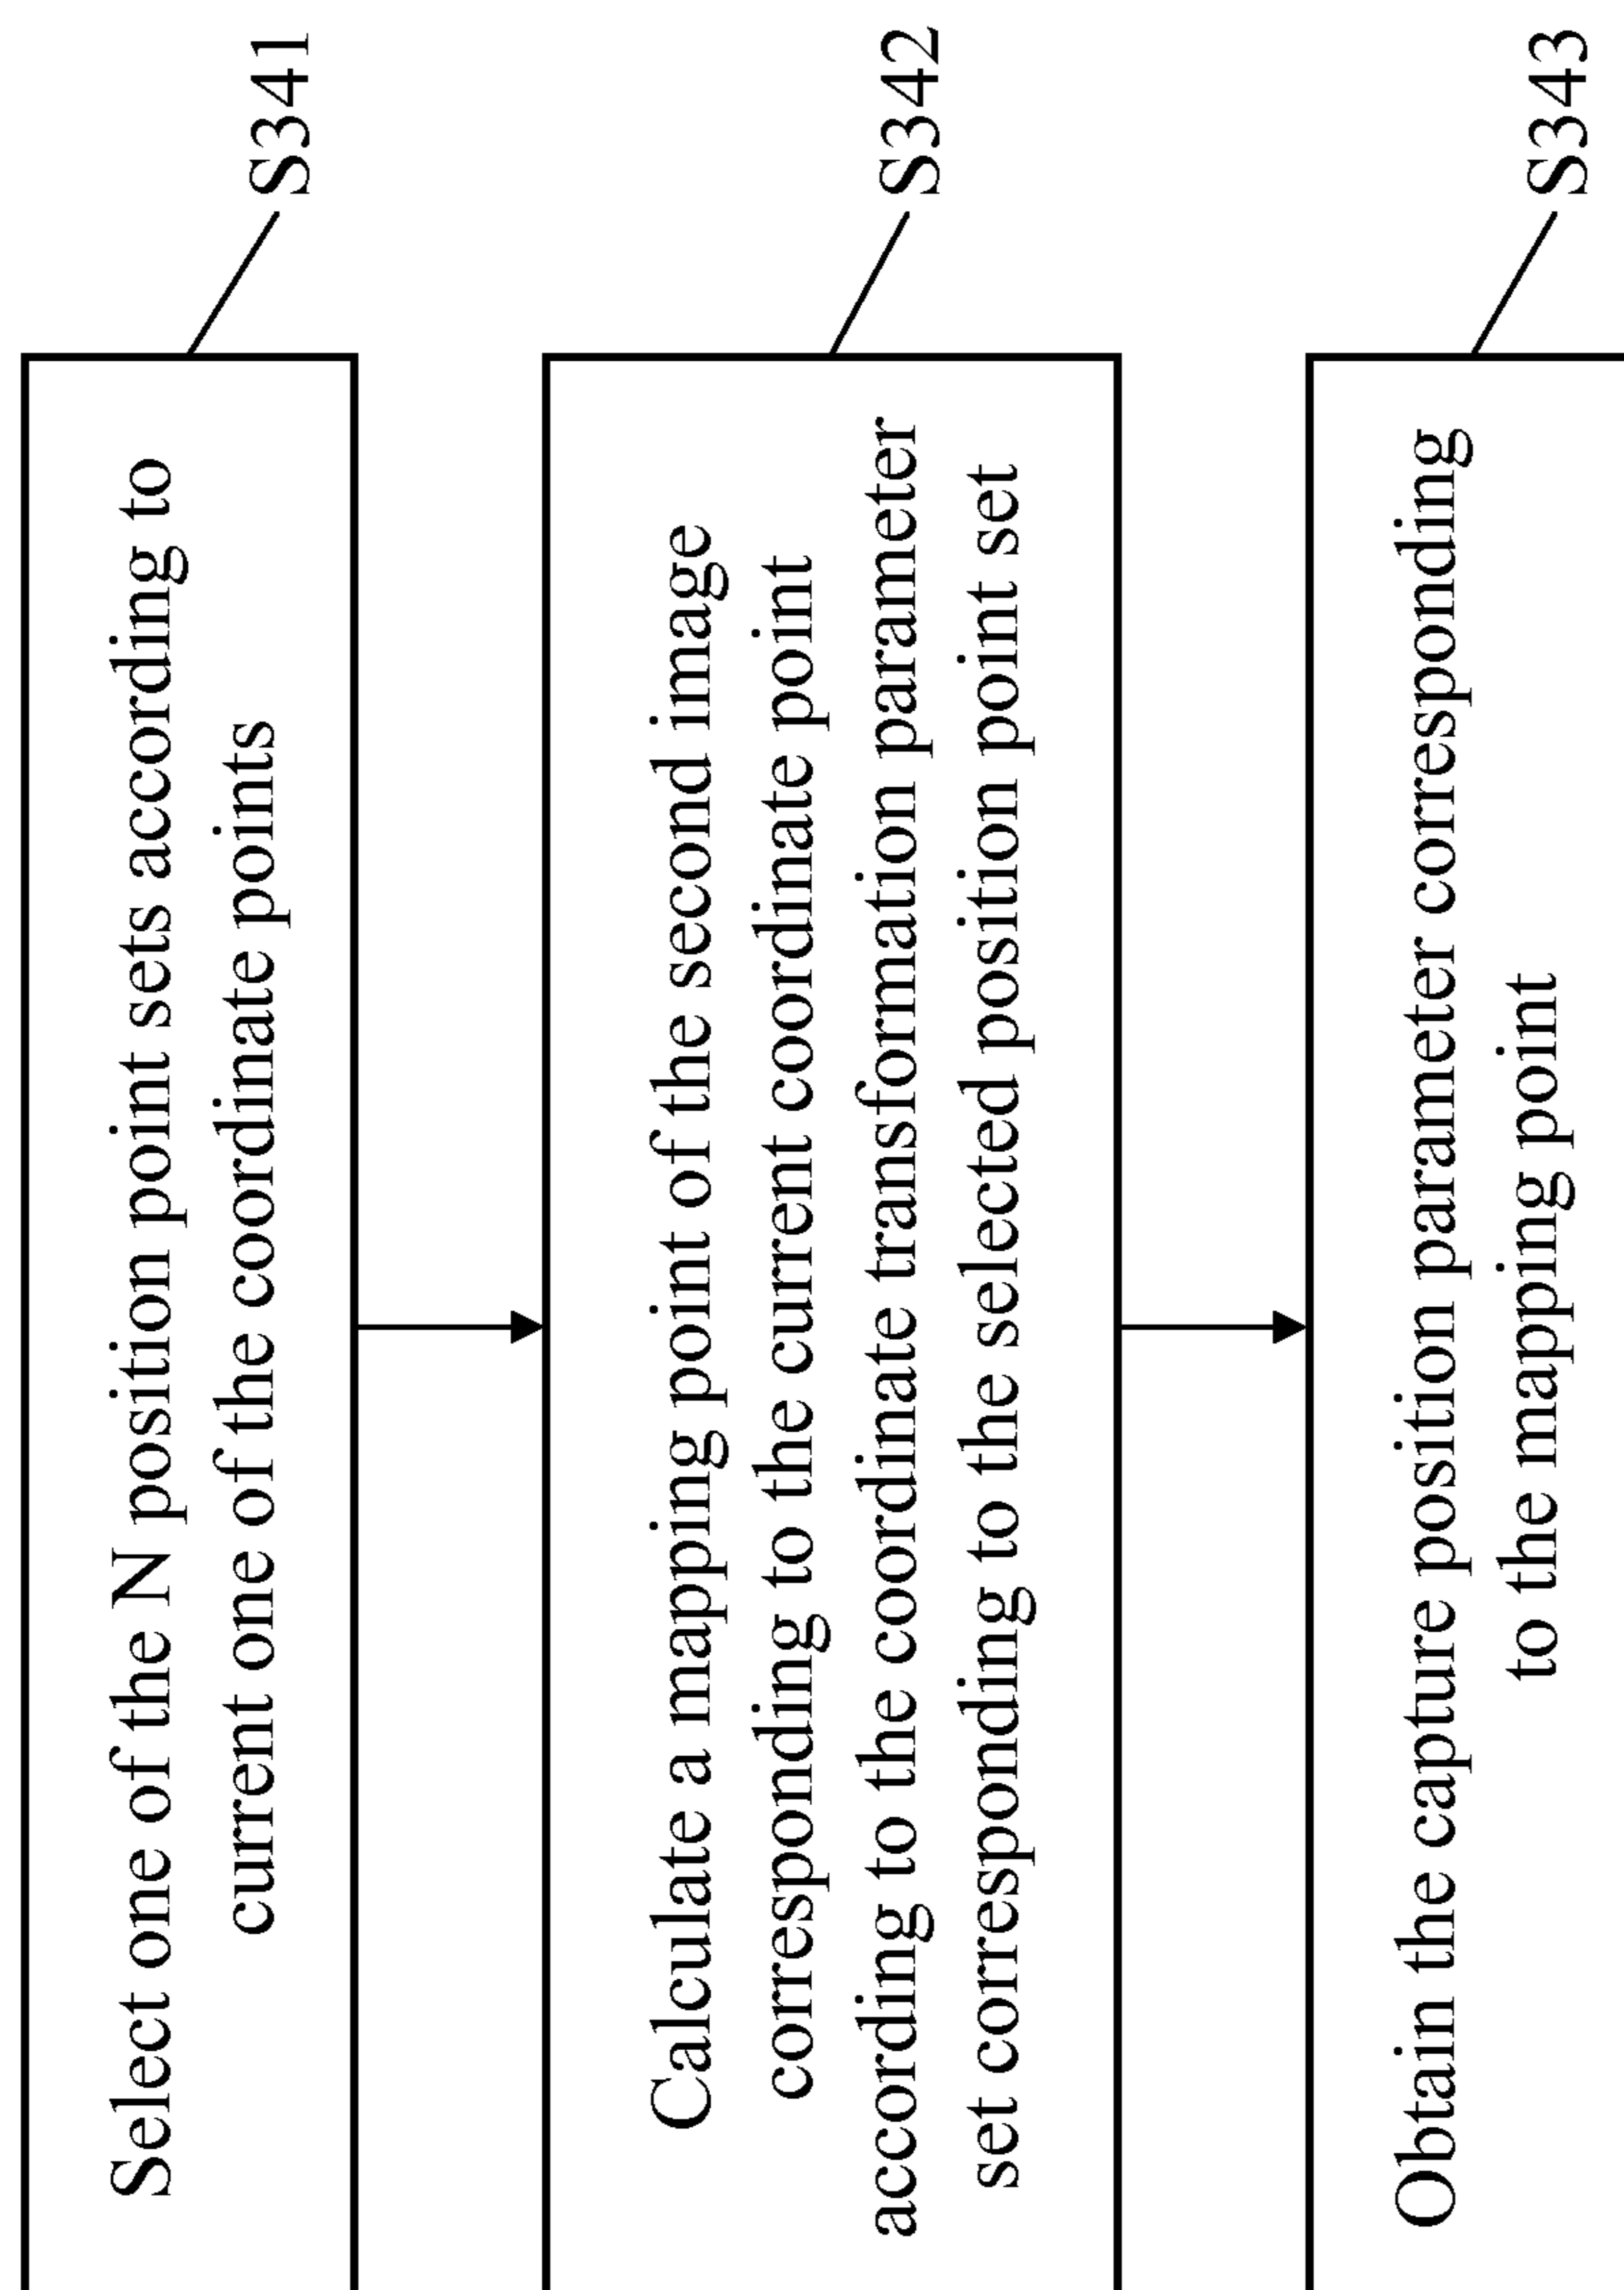 Select one of the N position point sets according to
current one of the coordinate points
S341
Calculate a mapping point of the second image
corresponding to the current coordinate point
according to the coordinate transformation parameter
set corresponding to the selected position point set
S342
Obtain the capture position parameter corresponding
to the mapping point
S343